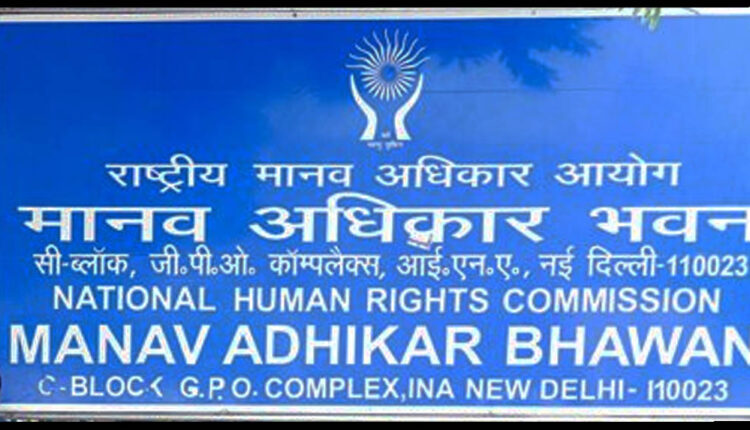 राष्ट्रीय मानव अधिकार आयोग
मानव अधिकार भवन
सी-ब्लॉक, जी.पी.ओ. कॉम्पलैक्स, आई.एन.ए., नई दिल्ली-110023
NATIONAL HUMAN RIGHTS COMMISSION
MANAV ADHIKAR BHAWAN
C-BLOCK G.P.O. COMPLEX, INA NEW DELHI- 110023